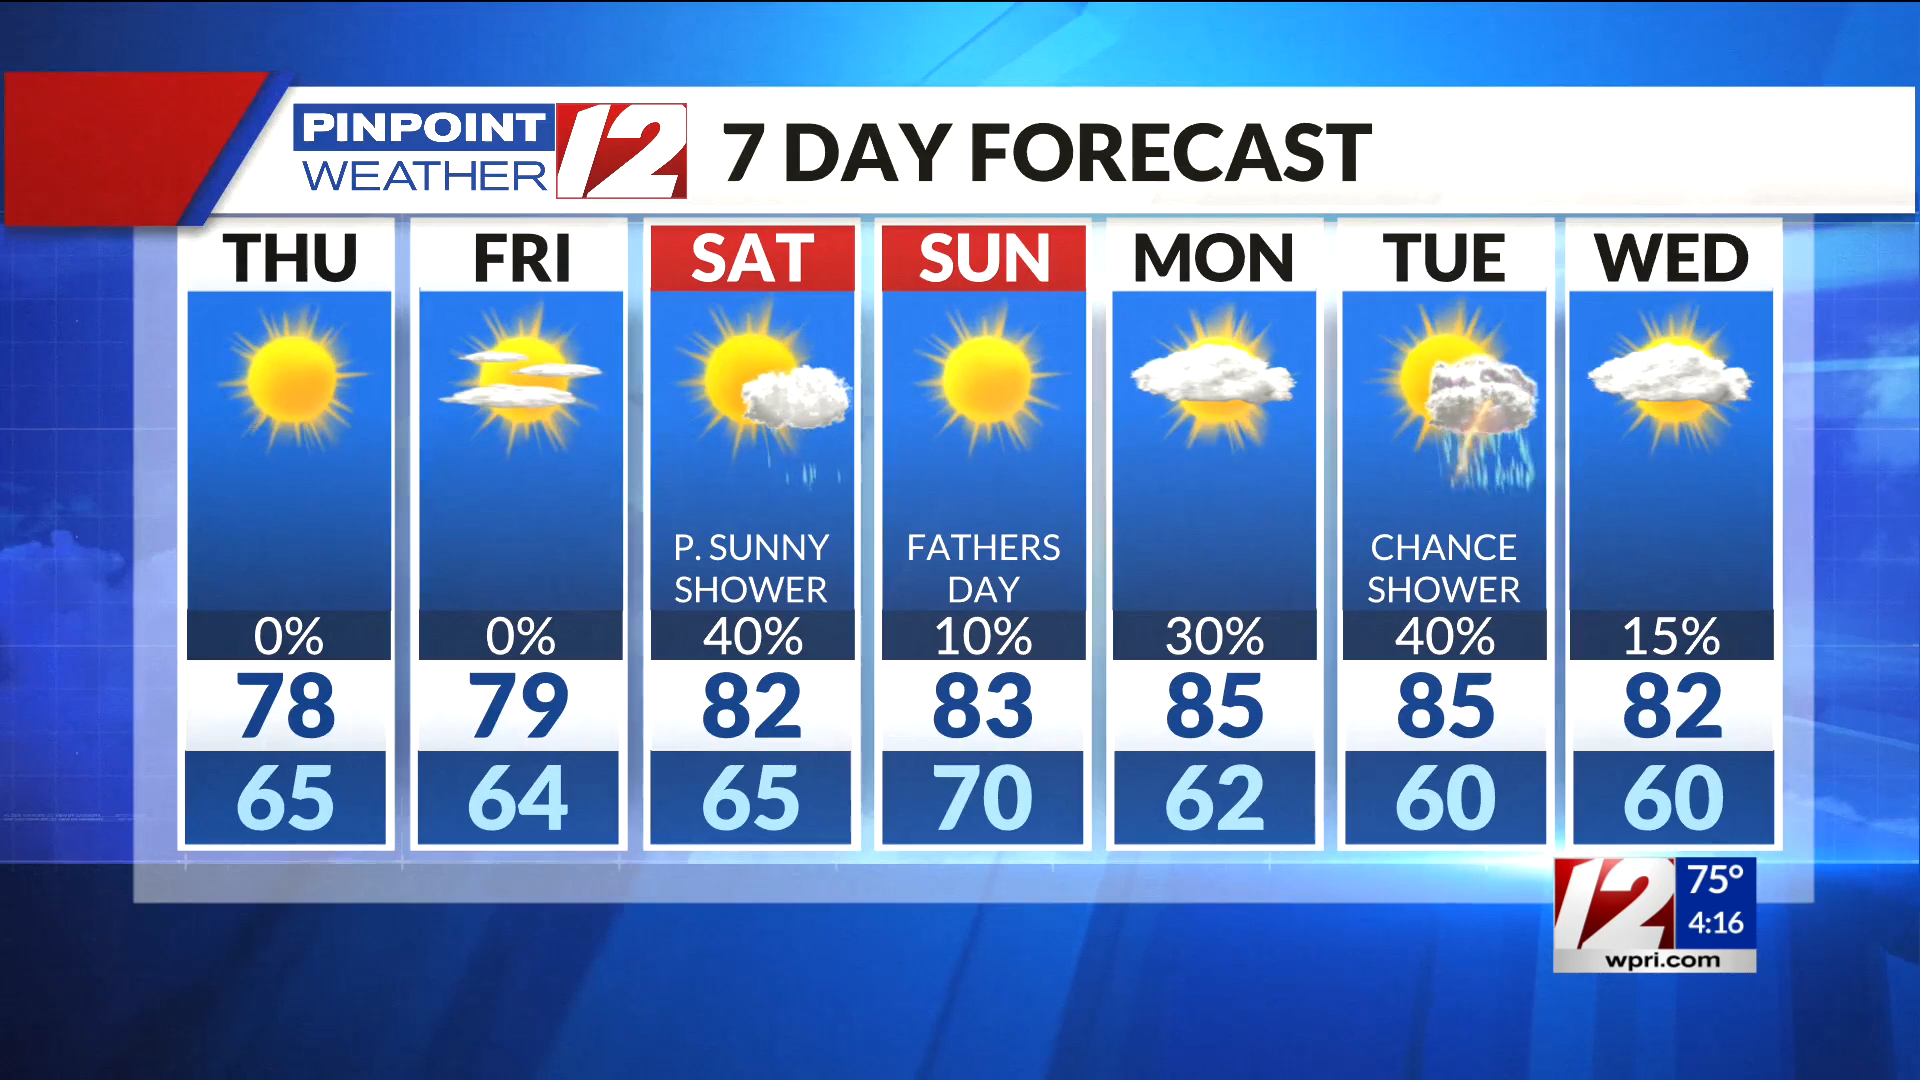 PINPOINT
WEATHER
12
7 DAY FORECAST
THU FRI SAT SUN MON TUE WED
P. SUNNY FATHERS CHANCE
SHOWER DAY SHOWER
0% 0% 40% 10% 30% 40% 15%
78 79 82 83 85 85 82
65 64 65 70 62 60 60
12
75°
4:16
wpri.com